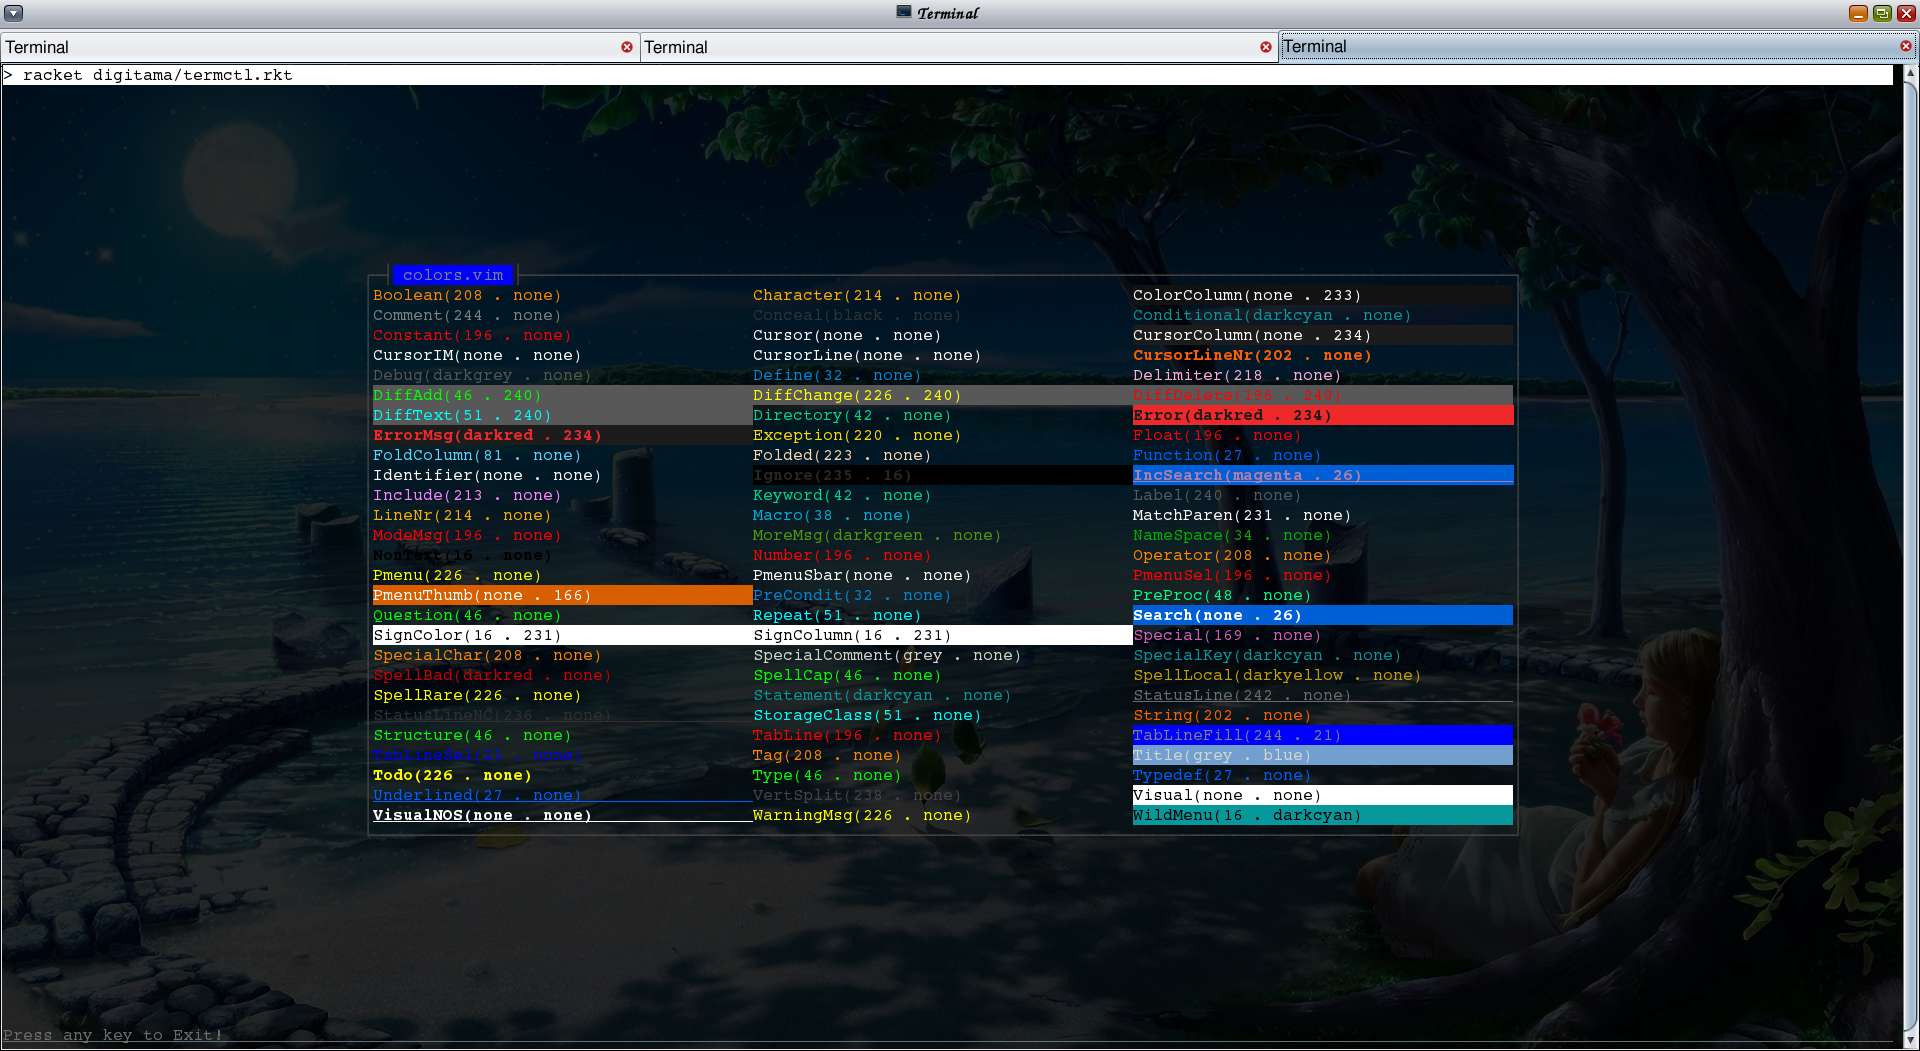 Terminal
Terminal Terminal Terminal
> racket digitama/termctl.rkt
colors.vim
Boolean(208 . none) Character(214 . none) ColorColumn(none . 233)
Comment(244 . none) Conceal(black . none) Conditional(darkcyan . none)
Constant(196 . none) Cursor(none . none) CursorColumn(none . 234)
CursorIM(none . none) CursorLine(none . none) CursorLineNr(202 . none)
Debug(darkgrey . none) Define(32 . none) Delimiter(218 . none)
DiffAdd(46 . 240) DiffChange(226 . 240) DiffDelete(196 . 240)
DiffText(51 . 240) Directory(42 . none) Error(darkred . 234)
ErrorMsg(darkred . 234) Exception(220 . none) Float(196 . none)
FoldColumn(81 . none) Folded(223 . none) Function(27 . none)
Identifier(none . none) Ignore(235 . 16) IncSearch(magenta . 26)
Include(213 . none) Keyword(42 . none) Label(240 . none)
LineNr(214 . none) Macro(38 . none) MatchParen(231 . none)
ModeMsg(196 . none) MoreMsg(darkgreen . none) NameSpace(34 . none)
NonText(16 . none) Number(196 . none) Operator(208 . none)
Pmenu(226 . none) PmenuSbar(none . none) PmenuSel(196 . none)
PmenuThumb(none . 166) PreCondit(32 . none) PreProc(48 . none)
Question(46 . none) Repeat(51 . none) Search(none . 26)
SignColor(16 . 231) SignColumn(16 . 231) Special(169 . none)
SpecialChar(208 . none) SpecialComment(grey . none) SpecialKey(darkcyan . none)
SpellBad(darkred . none) SpellCap(46 . none) SpellLocal(darkyellow . none)
SpellRare(226 . none) Statement(darkcyan . none) StatusLine(242 . none)
StatusLineNC(236 . none) StorageClass(51 . none) String(202 . none)
Structure(46 . none) TabLine(196 . none) TabLineFill(244 . 21)
TabLineSel(21 . none) Tag(208 . none) Title(grey . blue)
Todo(226 . none) Type(46 . none) Typedef(27 . none)
Underlined(27 . none) VertSplit(238 . none) Visual(none . none)
VisualNOS(none . none) WarningMsg(226 . none) WildMenu(16 . darkcyan)
Press any key to Exit!